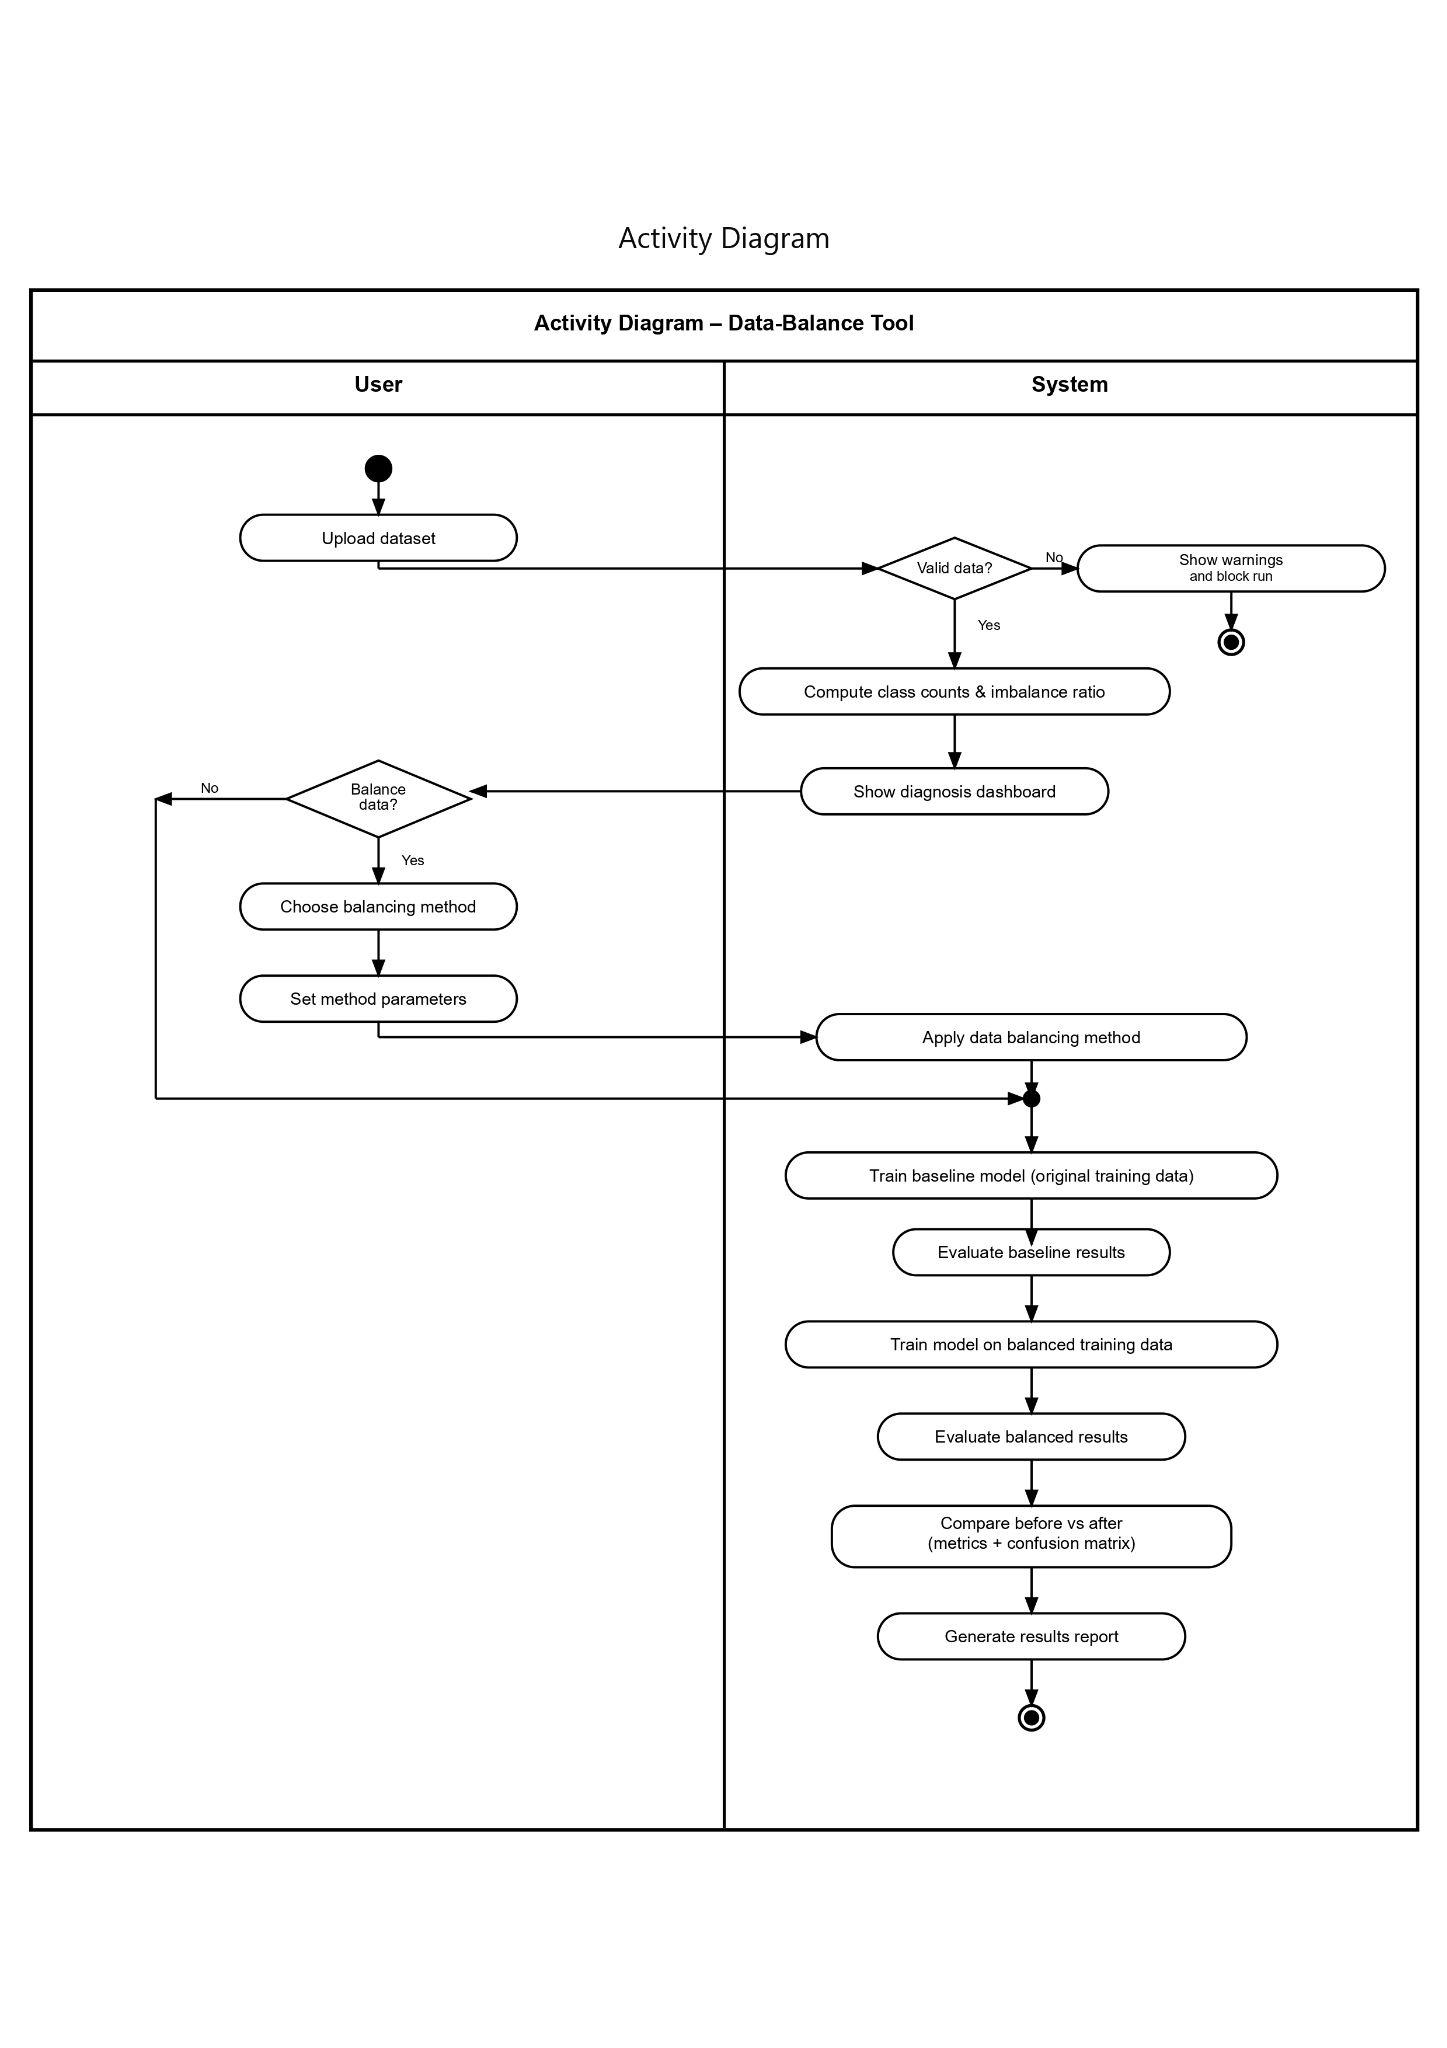 Activity Diagram
Activity Diagram – Data-Balance Tool
User
System
Upload dataset
Valid data?
No
Show warnings
and block run
Yes
Compute class counts & imbalance ratio
Show diagnosis dashboard
Balance
data?
No
Yes
Choose balancing method
Set method parameters
Apply data balancing method
Train baseline model (original training data)
Evaluate baseline results
Train model on balanced training data
Evaluate balanced results
Compare before vs after
(metrics + confusion matrix)
Generate results report